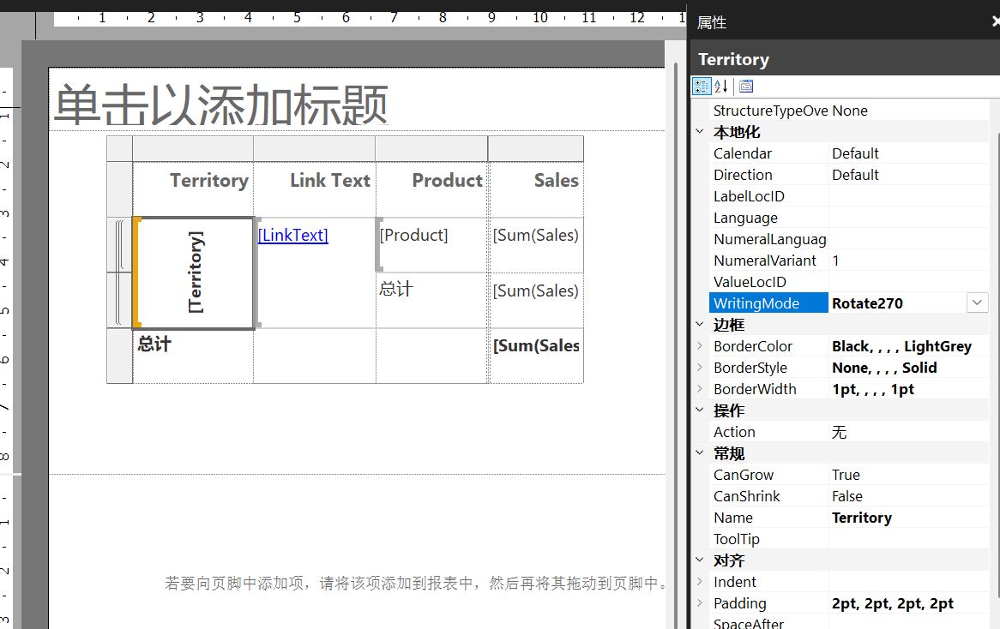 1 2 3 4 5 6 7 8 9 10 11 12 1
属性
Territory
单击以添加标题
Territory Link Text Product Sales
[Territory] [LinkText] [Product] [Sum(Sales)
总计 [Sum(Sales)
总计 [Sum(Sales
若要向页脚中添加项，请将该项添加到报表中，然后再将其拖动到页脚中。
1
2
3
4
5
6
7
8
1
2
3
StructureTypeOve None
本地化
Calendar Default
Direction Default
LabelLocID
Language
NumeralLanguag
NumeralVariant 1
ValueLocID
WritingMode Rotate270
边框
BorderColor Black, , , , LightGrey
BorderStyle None, , , , Solid
BorderWidth 1pt, , , , 1pt
操作
Action 无
常规
CanGrow True
CanShrink False
Name Territory
ToolTip
对齐
Indent
Padding 2pt, 2pt, 2pt, 2pt
SpaceAfter